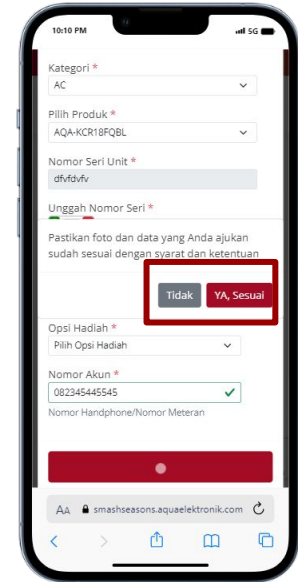 10:10 PM
5G
Kategori *
AC
Pilih Produk *
AQA-KCR18FQBL
Nomor Seri Unit *
dfvfdvfv
Unggah Nomor Seri *
Pastikan foto dan data yang Anda ajukan
sudah sesuai dengan syarat dan ketentuan
Tidak
YA, Sesuai
Opsi Hadiah *
Pilih Opsi Hadiah
Nomor Akun *
082345445545
Nomor Handphone/Nomor Meteran
AA smashseasons.aquaelektronik.com